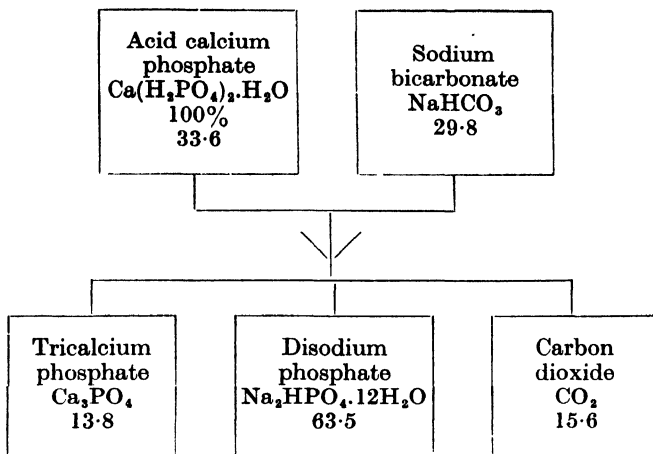 Acid calcium
phosphate
Ca(H₂PO₄)₂.H₂O
100%
33·6
Sodium
bicarbonate
NaHCO₃
29·8
Tricalcium
phosphate
Ca₃PO₄
13·8
Disodium
phosphate
Na₂HPO₄.12H₂O
63·5
Carbon
dioxide
CO₂
15·6